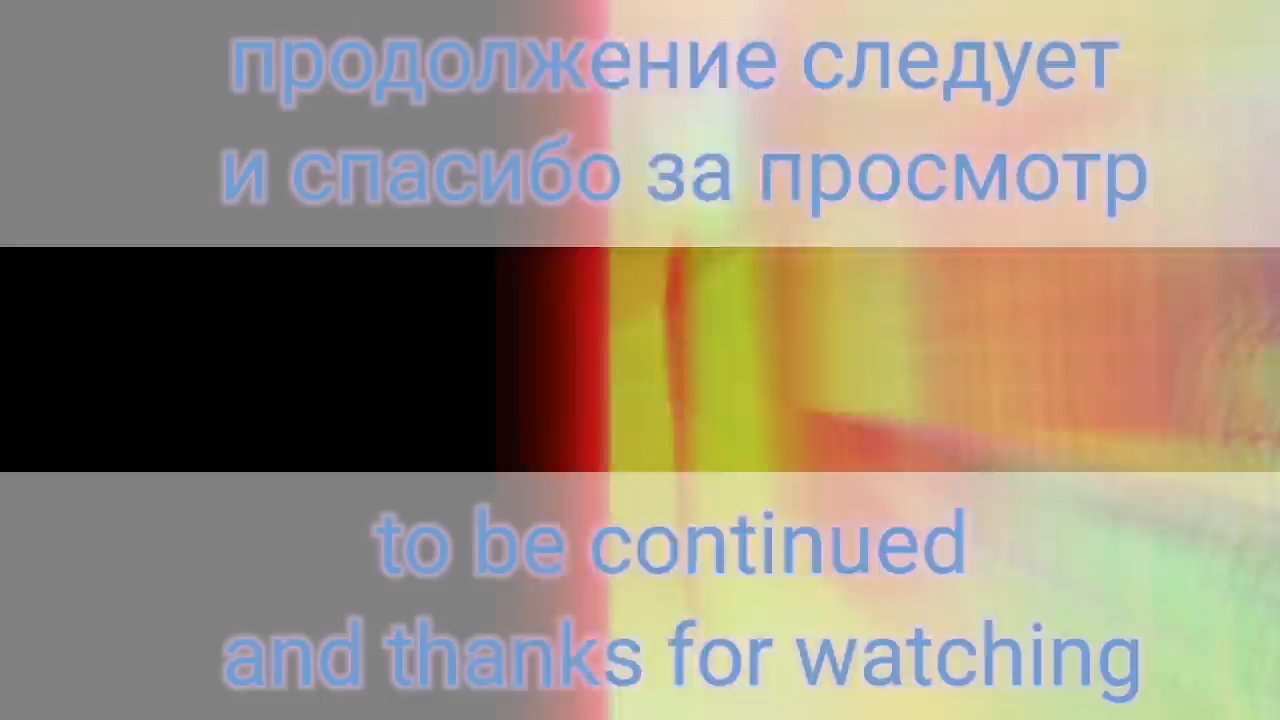 продолжение следует
и спасибо за просмотр
to be continued
and thanks for watching